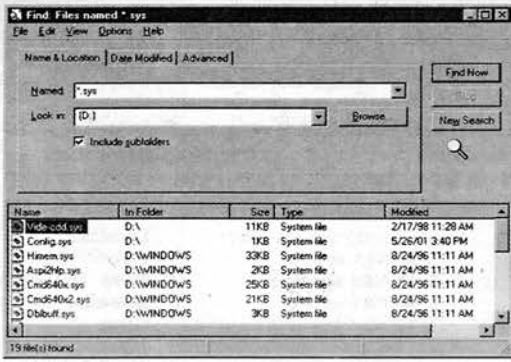 Find: Files named *.sys
File Edit View Options Help
Name & Location Date Modified Advanced
Named: *.sys
Look in: (D:) Browse...
Include subfolders
Find Now
Stop
New Search
Name In Folder Size Type Modified
Vide-cdd.sys D:\ 11KB System file 2/17/98 11:28 AM
Config.sys D:\ 1KB System file 5/26/01 3:40 PM
Himem.sys D:\WINDOWS 33KB System file 8/24/96 11:11 AM
Aspi2hlp.sys D:\WINDOWS 2KB System file 8/24/96 11:11 AM
Cmd640x.sys D:\WINDOWS 25KB System file 8/24/96 11:11 AM
Cmd640x2.sys D:\WINDOWS 21KB System file 8/24/96 11:11 AM
Dblbuff.sys D:\WINDOWS 3KB System file 8/24/96 11:11 AM
19 file(s) found